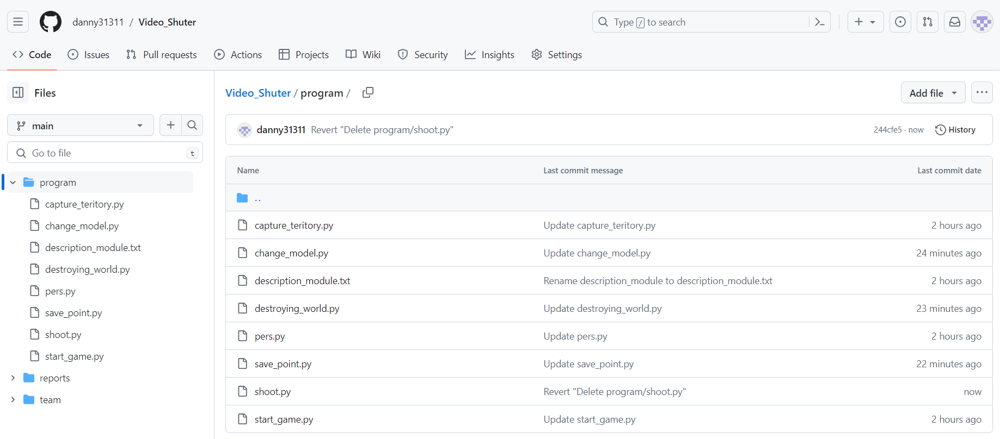 danny31311 / Video_Shuter
Type / to search
Code Issues Pull requests Actions Projects Wiki Security Insights Settings
Files
main
Go to file t
program
capture_teritory.py
change_model.py
description_module.txt
destroying_world.py
pers.py
save_point.py
shoot.py
start_game.py
reports
team
Video_Shuter / program /
Add file
danny31311 Revert "Delete program/shoot.py" 244cfe5 · now History
Name Last commit message Last commit date
..
capture_teritory.py Update capture_teritory.py 2 hours ago
change_model.py Update change_model.py 24 minutes ago
description_module.txt Rename description_module to description_module.txt 2 hours ago
destroying_world.py Update destroying_world.py 23 minutes ago
pers.py Update pers.py 2 hours ago
save_point.py Update save_point.py 22 minutes ago
shoot.py Revert "Delete program/shoot.py" now
start_game.py Update start_game.py 2 hours ago